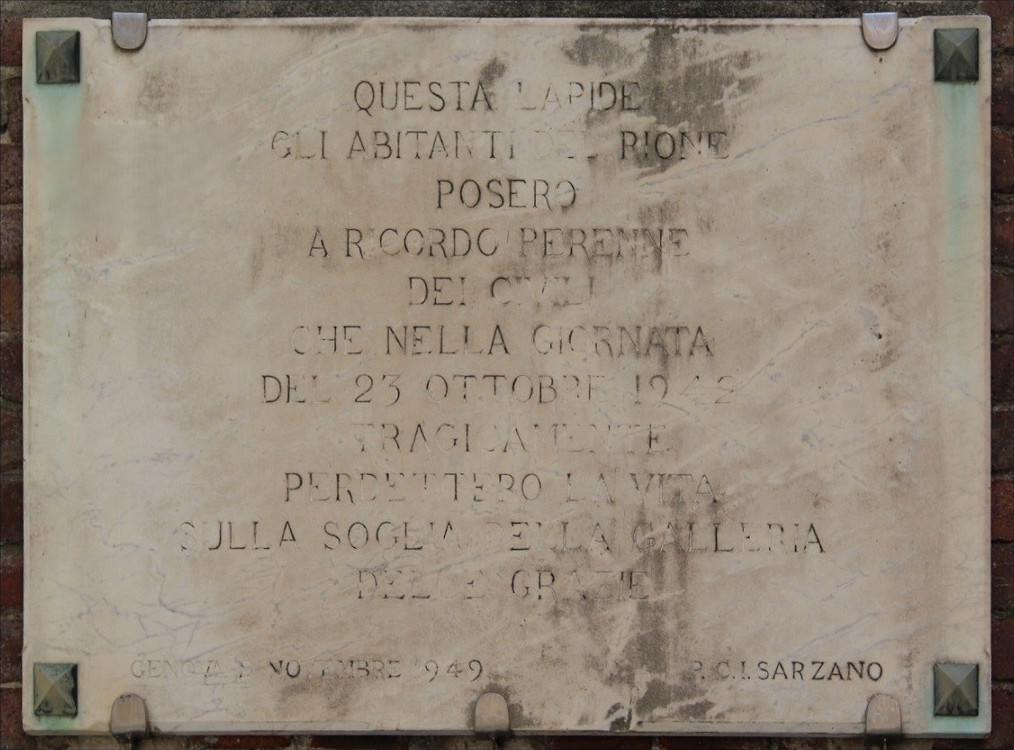 QUESTA LAPIDE
GLI ABITANTI DEL RIONE
POSERO
A RICORDO PERENNE
DEI CIVILI
CHE NELLA GIORNATA
DEL 23 OTTOBRE 1942
TRAGICAMENTE
PERDETTERO LA VITA
SULLA SOGLIA DELLA GALLERIA
DELLE GRAZIE
GENOVA NOVEMBRE 1949
P.C.I. SARZANO